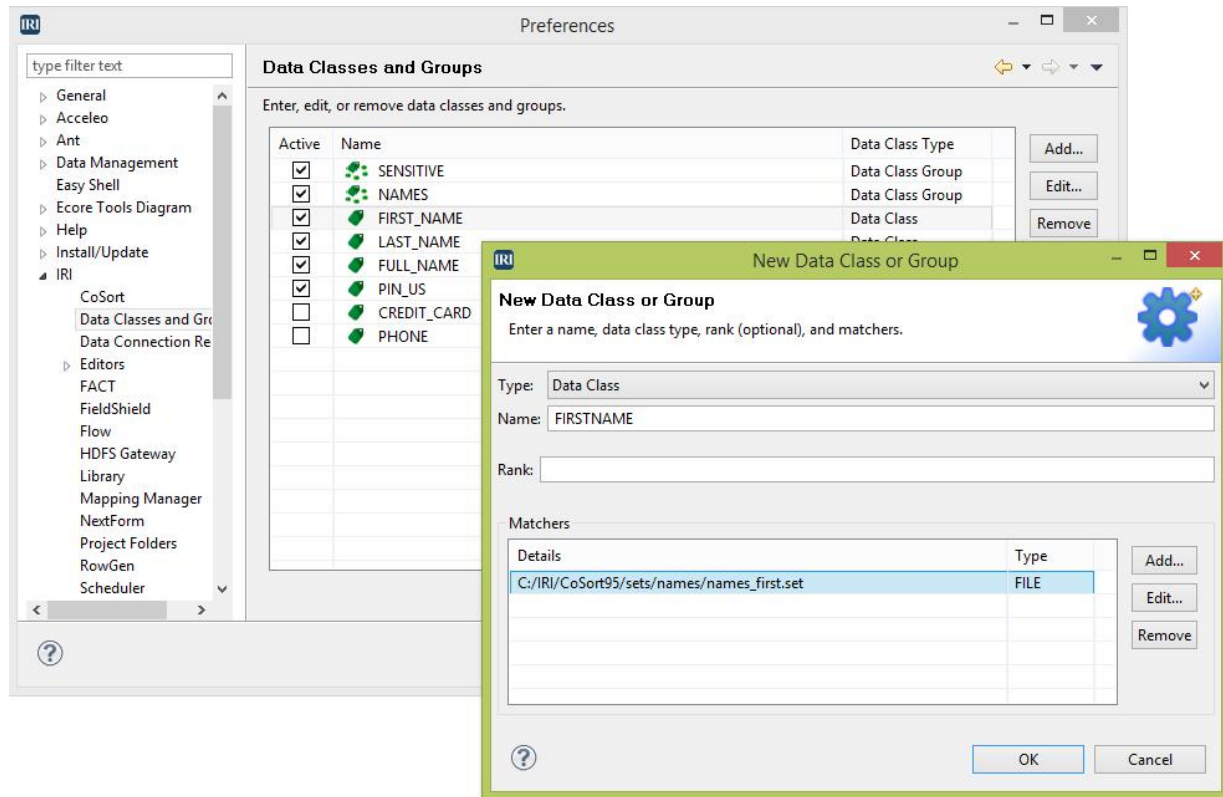 IRI
Preferences
type filter text
General
Acceleo
Ant
Data Management
Easy Shell
Ecore Tools Diagram
Help
Install/Update
IRI
CoSort
Data Classes and Gro
Data Connection Re
Editors
FACT
FieldShield
Flow
HDFS Gateway
Library
Mapping Manager
NextForm
Project Folders
RowGen
Scheduler
Data Classes and Groups
Enter, edit, or remove data classes and groups.
Active Name Data Class Type
SENSITIVE Data Class Group
NAMES Data Class Group
FIRST_NAME Data Class
LAST_NAME Data Class
FULL_NAME
PIN_US
CREDIT_CARD
PHONE
Add...
Edit...
Remove
IRI
New Data Class or Group
New Data Class or Group
Enter a name, data class type, rank (optional), and matchers.
Type: Data Class
Name: FIRSTNAME
Rank:
Matchers
Details Type
C:/IRI/CoSort95/sets/names/names_first.set FILE
Add...
Edit...
Remove
?
OK Cancel
?